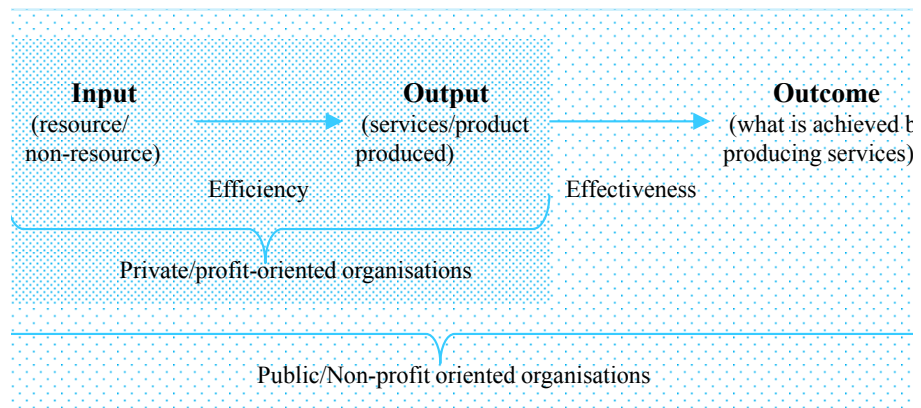 Input
(resource/
non-resource)
Output
(services/product
produced)
Outcome
(what is achieved b
producing services)
Efficiency
Effectiveness
Private/profit-oriented organisations
Public/Non-profit oriented organisations